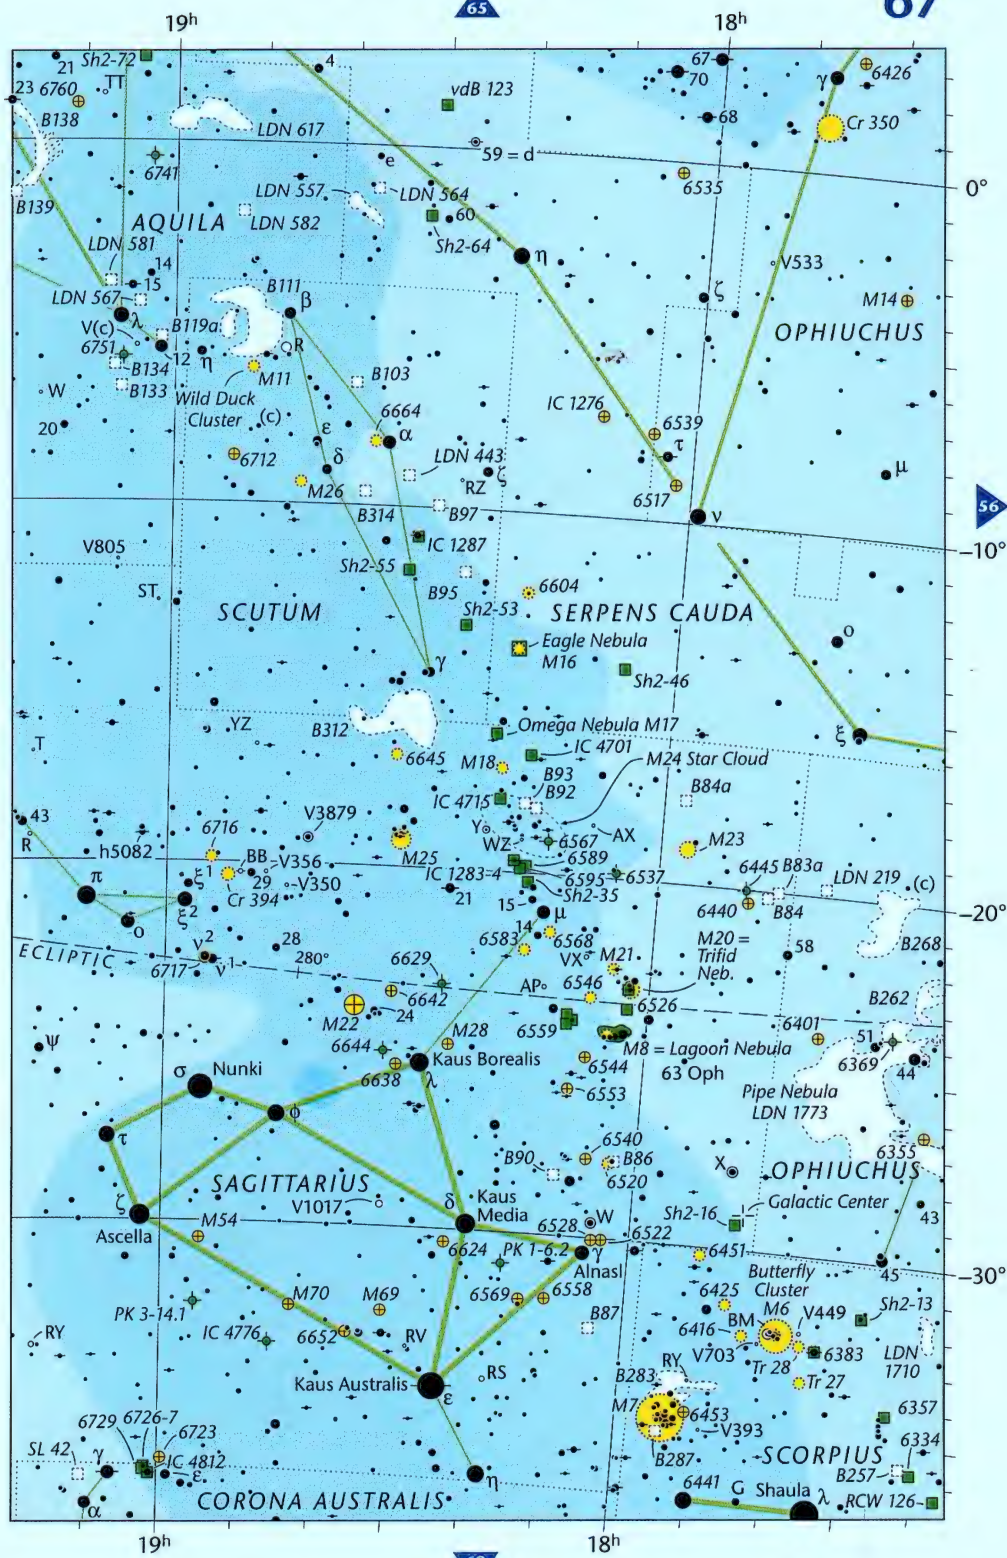 65
67
19h
18h
Sh2-72
21
TT
4
67
70
6426
23
6760
vdB 123
γ
B138
68
LDN 617
Cr 350
59 = d
6741
e
6535
0°
LDN 557
LDN 564
B139
LDN 582
60
AQUILA
Sh2-64
LDN 581
η
V533
14
15
B111
ζ
M14
LDN 567
β
λ
B119a
OPHIUCHUS
V(c)
R
6751
12
η
B134
M11
B103
W
B133
Wild Duck
Cluster
(c)
6664
IC 1276
6539
20
ε
α
τ
6712
δ
LDN 443
ζ
μ
RZ
6517
M26
B314
B97
ν
56
IC 1287
-10°
V805
Sh2-55
ST
B95
6604
SCUTUM
Sh2-53
SERPENS CAUDA
Eagle Nebula
M16
ο
γ
Sh2-46
YZ
B312
Omega Nebula M17
ξ
T
IC 4701
6645
M18
M24 Star Cloud
B93
B92
B84a
IC 4715
43
V3879
Y
AX
R
6716
WZ
6567
M23
h5082
BB
V356
M25
6589
6445
B83a
ξ1
29
IC 1283-4
6595
6537
LDN 219
(c)
π
V350
Cr 394
21
Sh2-35
ξ2
15
μ
6440
B84
ο
14
-20°
ν2
28
6583
6568
M20 =
Trifid
Neb.
58
B268
ECLIPTIC
6717
ν1
280°
6629
VX
M21
AP
6546
B262
6642
6526
M22
24
6559
6401
51
ψ
6644
M28
M8 = Lagoon Nebula
6369
Kaus Borealis
6544
44
6638
63 Oph
σ
Nunki
λ
6553
Pipe Nebula
LDN 1773
φ
τ
6540
6355
B90
B86
X
OPHIUCHUS
6520
SAGITTARIUS
ζ
V1017
δ
Kaus
Media
Galactic Center
M54
W
Sh2-16
43
Ascella
6528
6522
6624
PK 1-6.2
γ
6451
45
Alnasl
-30°
M70
M69
6569
6558
6425
Butterfly
Cluster
PK 3-14.1
M6
Sh2-13
B87
BM
V449
RY
IC 4776
6652
RV
6416
V703
6383
LDN
1710
Tr 28
RS
RY
Kaus Australis
B283
Tr 27
ε
M7
6357
6729
6726-7
6723
6453
V393
6334
SL 42
γ
IC 4812
B287
SCORPIUS
ε
B257
η
α
CORONA AUSTRALIS
6441
G
Shaula
λ
RCW 126
19h
18h